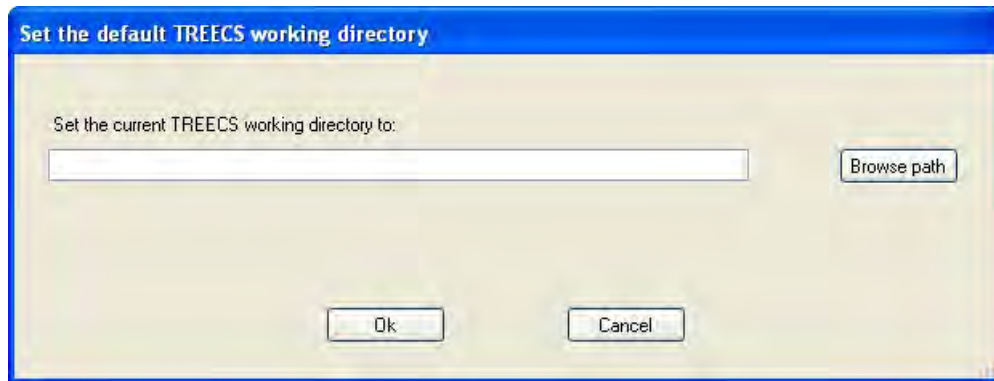 Set the default TREECS working directory
Set the current TREECS working directory to:
Browse path
Ok Cancel